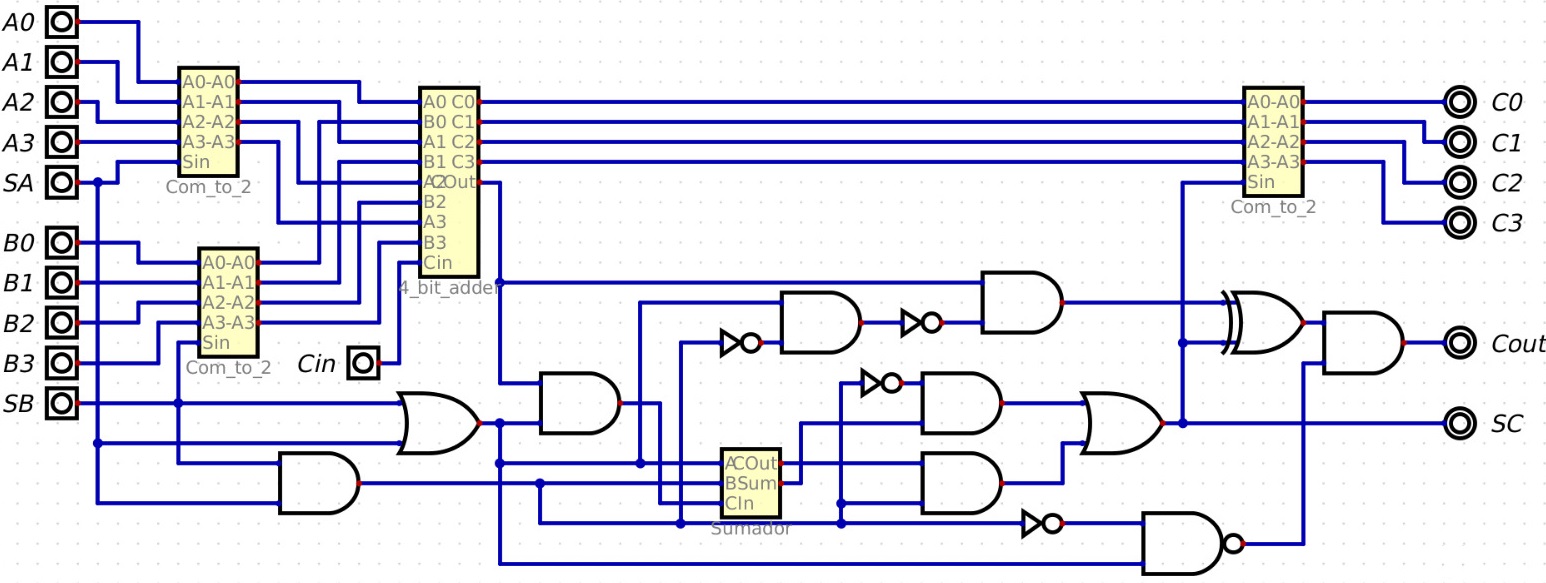 A0
A1
A2
A3
SA
A0-A0
A1-A1
A2-A2
A3-A3
Sin
Com_to_2
B0
B1
B2
B3
SB
A0-A0
A1-A1
A2-A2
A3-A3
Sin
Com_to_2
Cin
A0 C0
B0 C1
A1 C2
B1 C3
A2 COut
B2
A3
B3
Cin
4_bit_adder
A COut
B Sum
CIn
Sumador
A0-A0
A1-A1
A2-A2
A3-A3
Sin
Com_to_2
C0
C1
C2
C3
Cout
SC